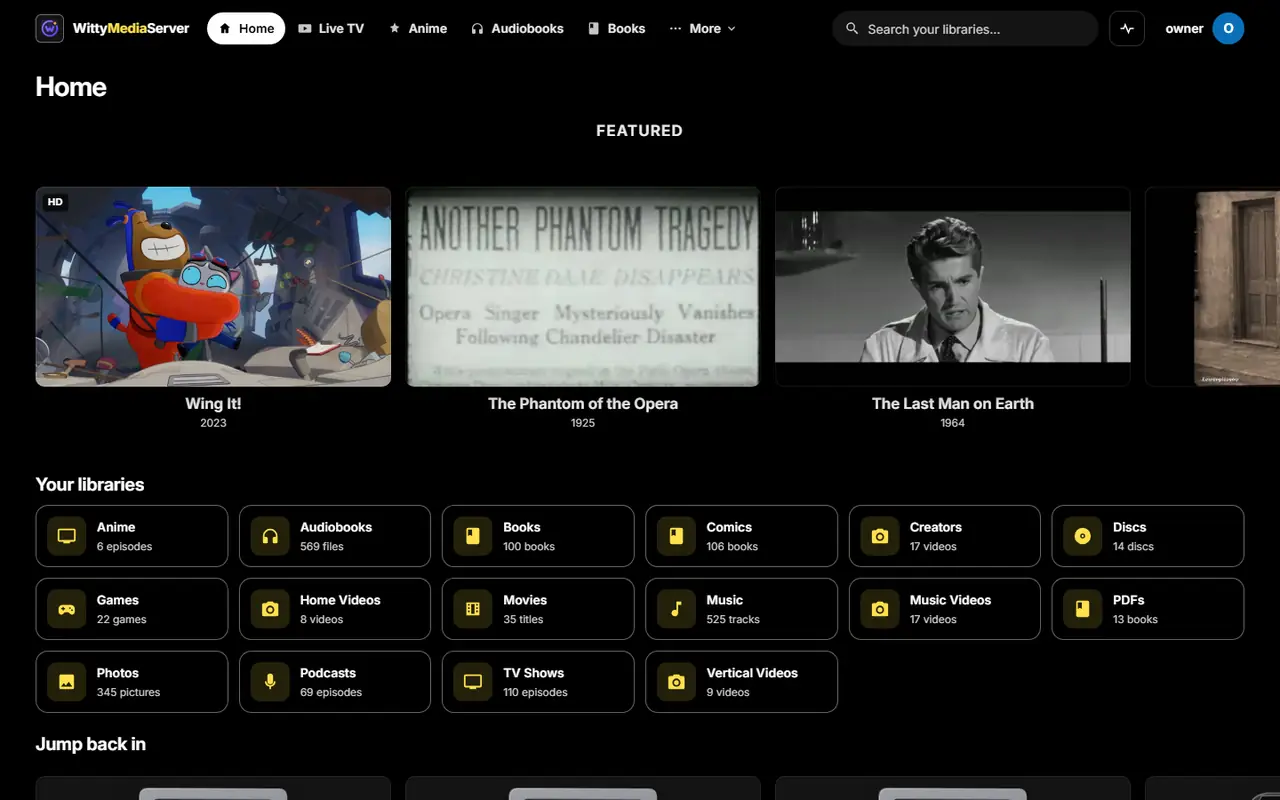 WittyMediaServer
Home
Live TV
Anime
Audiobooks
Books
More
Search your libraries...
owner
O
Home
FEATURED
HD
ANOTHER PHANTOM TRAGEDY
CHRISTINE DAAE DISAPPEARS
Opera Singer Mysteriously Vanishes
Following Chandelier Disaster
Wing It!
2023
The Phantom of the Opera
1925
The Last Man on Earth
1964
Your libraries
Anime
6 episodes
Audiobooks
569 files
Books
100 books
Comics
106 books
Creators
17 videos
Discs
14 discs
Games
22 games
Home Videos
8 videos
Movies
35 titles
Music
525 tracks
Music Videos
17 videos
PDFs
13 books
Photos
345 pictures
Podcasts
69 episodes
TV Shows
110 episodes
Vertical Videos
9 videos
Jump back in